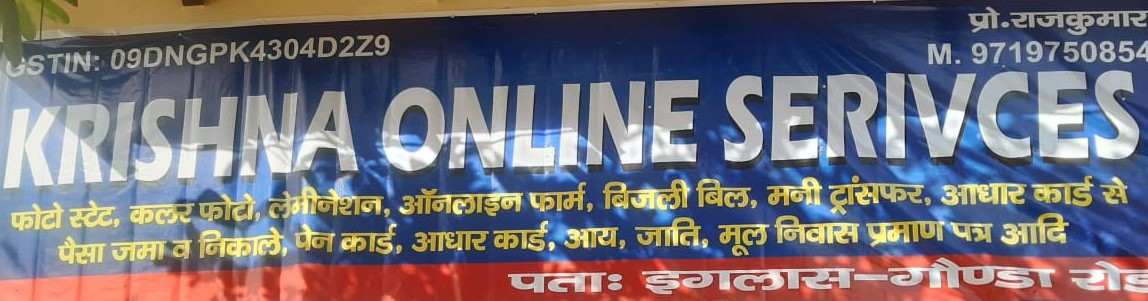 GSTIN: 09DNGPK4304D2Z9
प्रो.राजकुमार
M. 9719750854
KRISHNA ONLINE SERIVCES
फोटो स्टेट, कलर फोटो, लेमीनेशन, ऑनलाइन फार्म, बिजली बिल, मनी ट्रांसफर, आधार कार्ड से
पैसा जमा व निकाले, पेन कार्ड, आधार कार्ड, आय, जाति, मूल निवास प्रमाण पत्र आदि
पताः इगलास-गौण्डा रोड